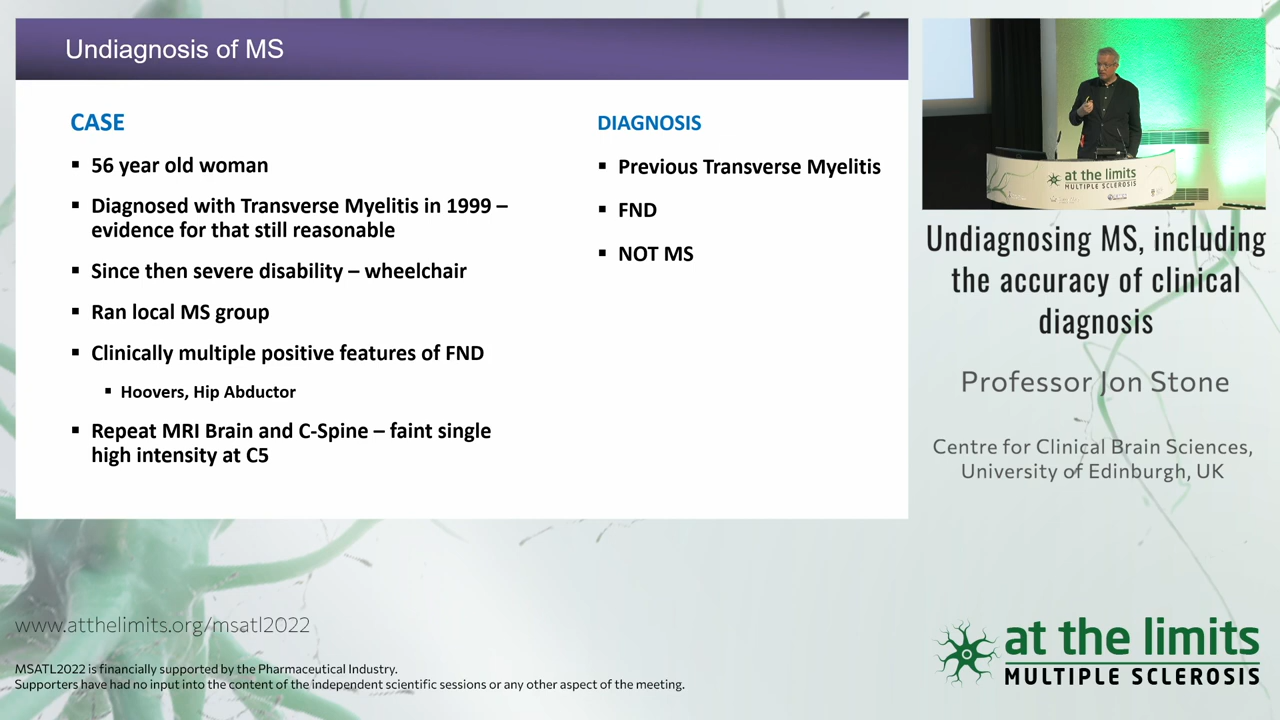 Undiagnosis of MS
CASE
▪ 56 year old woman
▪ Diagnosed with Transverse Myelitis in 1999 –
evidence for that still reasonable
▪ Since then severe disability – wheelchair
▪ Ran local MS group
▪ Clinically multiple positive features of FND
▪ Hoovers, Hip Abductor
▪ Repeat MRI Brain and C-Spine – faint single
high intensity at C5
DIAGNOSIS
▪ Previous Transverse Myelitis
▪ FND
▪ NOT MS
at the limits
MULTIPLE SCLEROSIS
Undiagnosing MS, including
the accuracy of clinical
diagnosis
Professor Jon Stone
Centre for Clinical Brain Sciences,
University of Edinburgh, UK
www.atthelimits.org/msatl2022
MSATL2022 is financially supported by the Pharmaceutical Industry.
Supporters have had no input into the content of the independent scientific sessions or any other aspect of the meeting.
at the limits
MULTIPLE SCLEROSIS